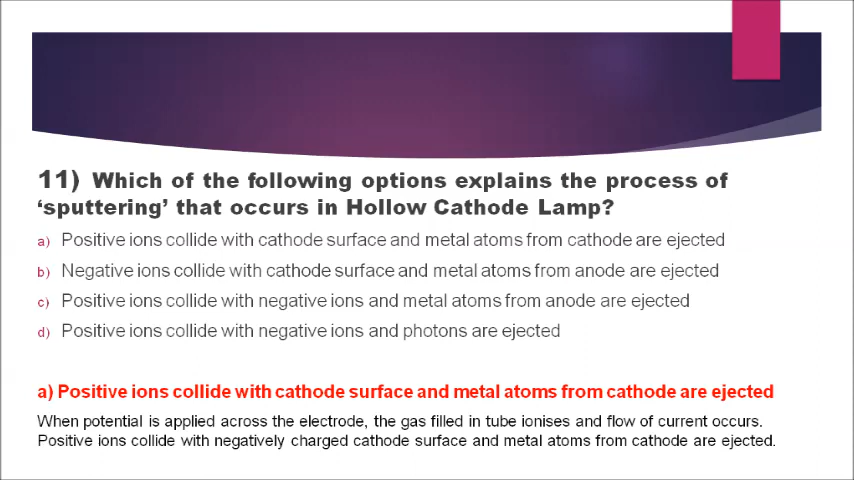 11) Which of the following options explains the process of
‘sputtering’ that occurs in Hollow Cathode Lamp?
a) Positive ions collide with cathode surface and metal atoms from cathode are ejected
b) Negative ions collide with cathode surface and metal atoms from anode are ejected
c) Positive ions collide with negative ions and metal atoms from anode are ejected
d) Positive ions collide with negative ions and photons are ejected
a) Positive ions collide with cathode surface and metal atoms from cathode are ejected
When potential is applied across the electrode, the gas filled in tube ionises and flow of current occurs.
Positive ions collide with negatively charged cathode surface and metal atoms from cathode are ejected.